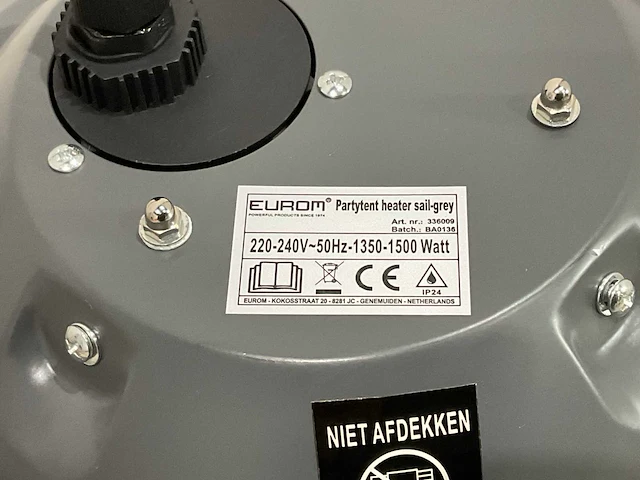 EUROM® Partytent heater sail-grey
POWERFUL PRODUCTS SINCE 1974
Art. nr.: 336009
Batch.: BA0136
220-240V~50Hz-1350-1500 Watt
CE
IP24
EUROM - KOKOSSTRAAT 20 - 8281 JC - GENEMUIDEN - NETHERLANDS
NIET AFDEKKEN